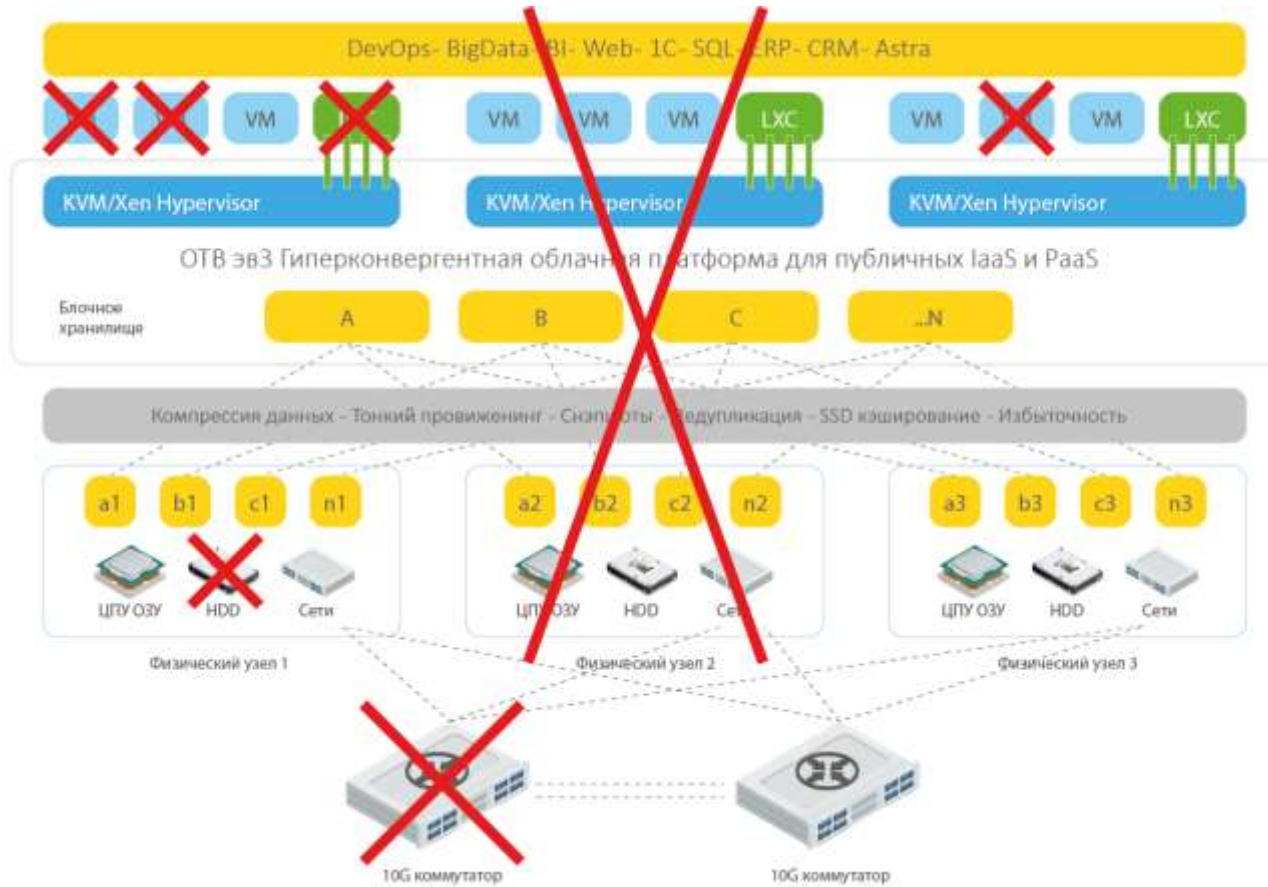 DevOps- BigData- BI- Web- 1C- SQL- ERP- CRM- Astra
VM VM VM LXC VM VM LXC
KVM/Xen Hypervisor KVM/Xen Hypervisor KVM/Xen Hypervisor
ОТВ эв3 Гиперконвергентная облачная платформа для публичных IaaS и PaaS
Блочное
хранилище
A B C ...N
Компрессия данных - Тонкий провиженинг - Снэпшоты - Дедупликация - SSD кэширование - Избыточность
a1 b1 c1 n1 a2 b2 c2 n2 a3 b3 c3 n3
ЦПУ ОЗУ HDD Сети ЦПУ ОЗУ HDD Сети ЦПУ ОЗУ HDD Сети
Физический узел 1 Физический узел 2 Физический узел 3
10G коммутатор 10G коммутатор